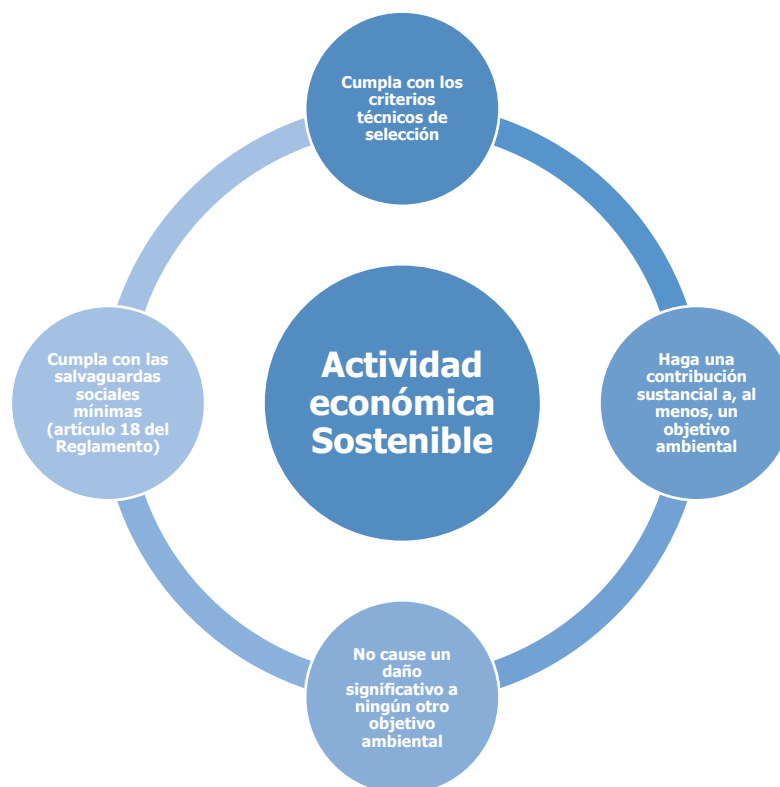 Cumpla con los
criterios
técnicos de
selección
Cumpla con las
salvaguardas
sociales
mínimas
(artículo 18 del
Reglamento)
Actividad
económica
Sostenible
Haga una
contribución
sustancial a, al
menos, un
objetivo
ambiental
No cause un
daño
significativo a
ningún otro
objetivo
ambiental